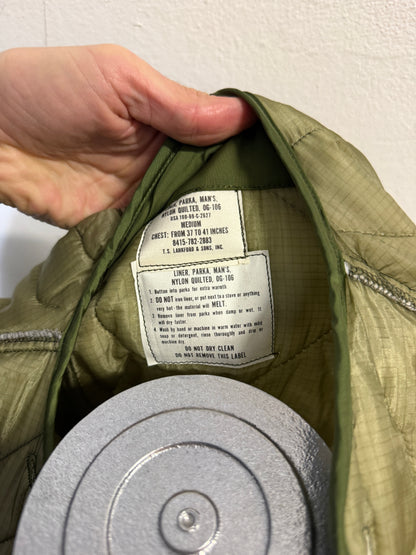 LINER, PARKA, MAN'S,
NYLON QUILTED, OG-106
MEDIUM
CHEST: FROM 37 TO 41 INCHES
8415-782-2883
T. S. LANKFORD & SONS, INC.
LINER, PARKA, MAN'S,
NYLON QUILTED, OG-106
1. Button into parka for extra warmth
2. DO NOT iron liner, or put next to a stove or anything
very hot-the material will MELT.
3. Remove liner from parka when damp or wet. It
will dry faster.
4. Wash by hand or machine in warm water with mild
soap or detergent, rinse thoroughly and drip or
machine dry.
DO NOT DRY CLEAN
DO NOT REMOVE THIS LABEL